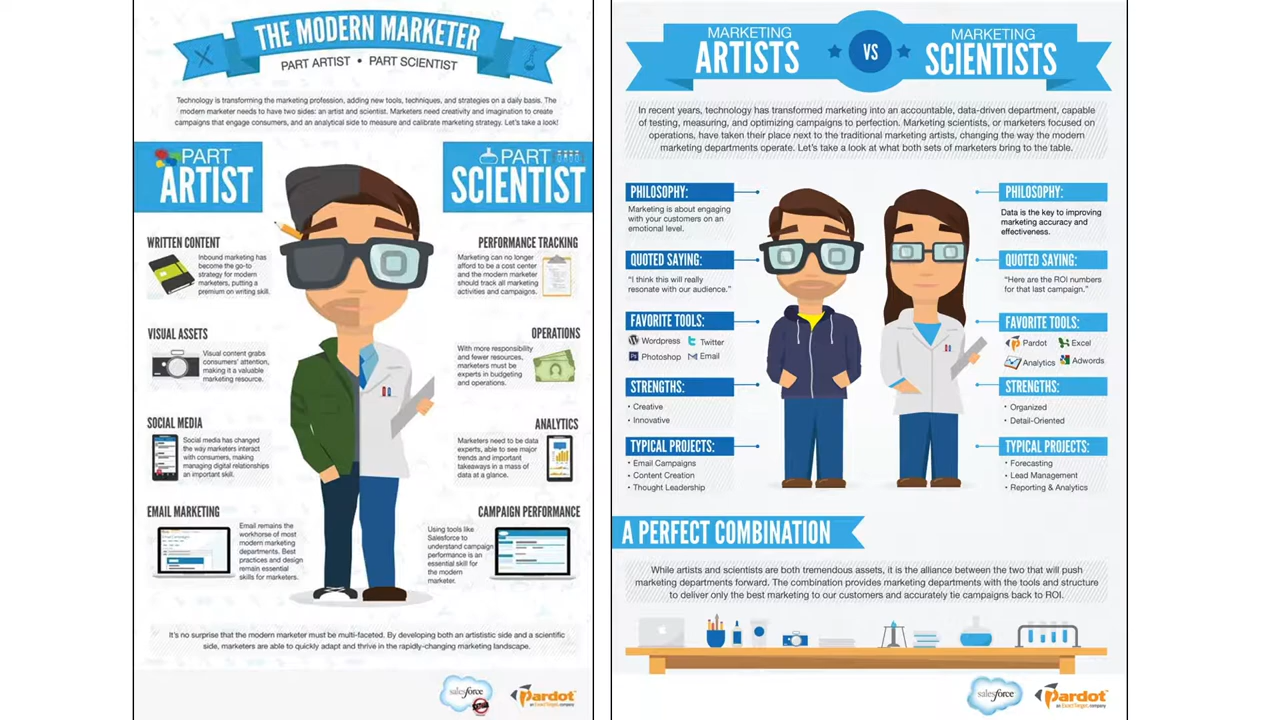 THE MODERN MARKETER
PART ARTIST • PART SCIENTIST
Technology is transforming the marketing profession, adding new tools, techniques, and strategies on a daily basis. The
modern marketer needs to have two sides: an artist and scientist. Marketers need creativity and imagination to create
campaigns that engage consumers, and an analytical side to measure and calibrate marketing strategy. Let's take a look!
PART
ARTIST
WRITTEN CONTENT
Inbound marketing has
become the go-to
strategy for modern
marketers, putting a
premium on writing skill.
VISUAL ASSETS
Visual content grabs
consumers' attention,
making it a valuable
marketing resource.
SOCIAL MEDIA
Social media has changed
the way marketers interact
with consumers, making
managing digital relationships
an important skill.
EMAIL MARKETING
Email remains the
workhorse of most
modern marketing
departments. Best
practices and design
remain essential
skills for marketers.
PART
SCIENTIST
PERFORMANCE TRACKING
Marketing can no longer
afford to be a cost center
and the modern marketer
should track all marketing
activities and campaigns.
OPERATIONS
With more responsibility
and fewer resources,
marketers must be
experts in budgeting
and operations.
ANALYTICS
Marketers need to be data
experts, able to see major
trends and important
takeaways in a mass of
data at a glance.
CAMPAIGN PERFORMANCE
Using tools like
Salesforce to
understand campaign
performance is an
essential skill for
the modern
marketer.
It's no surprise that the modern marketer must be multi-faceted. By developing both an artististic side and a scientific
side, marketers are able to quickly adapt and thrive in the rapidly-changing marketing landscape.
salesforce
Pardot
an ExactTarget company
MARKETING
ARTISTS
VS
MARKETING
SCIENTISTS
In recent years, technology has transformed marketing into an accountable, data-driven department, capable
of testing, measuring, and optimizing campaigns to perfection. Marketing scientists, or marketers focused on
operations, have taken their place next to the traditional marketing artists, changing the way the modern
marketing departments operate. Let's take a look at what both sets of marketers bring to the table.
PHILOSOPHY:
Marketing is about engaging
with your customers on an
emotional level.
QUOTED SAYING:
"I think this will really
resonate with our audience."
FAVORITE TOOLS:
Wordpress Twitter
Photoshop Email
STRENGTHS:
• Creative
• Innovative
TYPICAL PROJECTS:
• Email Campaigns
• Content Creation
• Thought Leadership
PHILOSOPHY:
Data is the key to improving
marketing accuracy and
effectiveness.
QUOTED SAYING:
"Here are the ROI numbers
for that last campaign."
FAVORITE TOOLS:
Pardot Excel
Analytics Adwords
STRENGTHS:
• Organized
• Detail-Oriented
TYPICAL PROJECTS:
• Forecasting
• Lead Management
• Reporting & Analytics
A PERFECT COMBINATION
While artists and scientists are both tremendous assets, it is the alliance between the two that will push
marketing departments forward. The combination provides marketing departments with the tools and structure
to deliver only the best marketing to our customers and accurately tie campaigns back to ROI.
salesforce
Pardot
an ExactTarget company